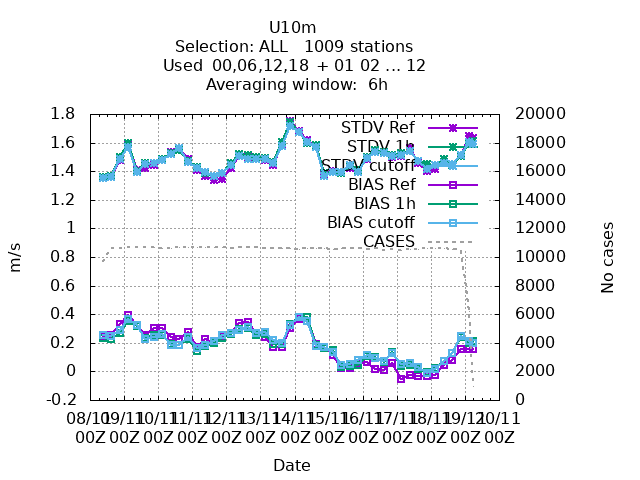 U10m
Selection: ALL 1009 stations
Used 00,06,12,18 + 01 02 ... 12
Averaging window: 6h
1.8
1.6
1.4
1.2
1
0.8
0.6
0.4
0.2
0
-0.2
m/s
20000
18000
16000
14000
12000
10000
8000
6000
4000
2000
0
No cases
STDV Ref
STDV 1h
STDV cutoff
BIAS Ref
BIAS 1h
BIAS cutoff
CASES
08/10 09/10 10/11 11/11 12/11 13/11 14/11 15/11 16/11 17/11 18/11 19/12 20/11
00Z 00Z 00Z 00Z 00Z 00Z 00Z 00Z 00Z 00Z 00Z 00Z 00Z
Date